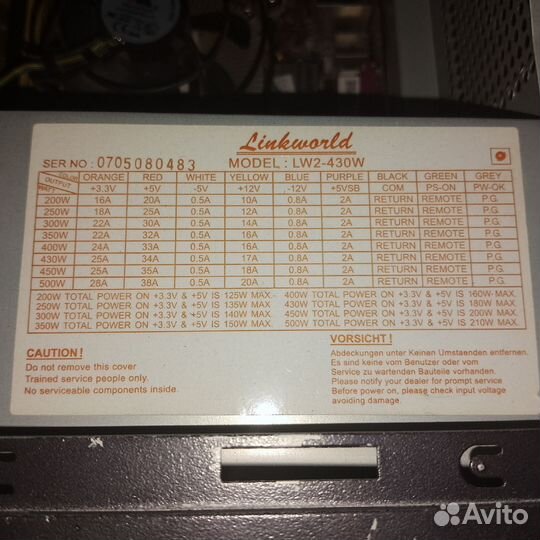 Linkworld
SER NO : 0705080483 MODEL : LW2-430W
COLOR ORANGE RED WHITE YELLOW BLUE PURPLE BLACK GREEN GREY
OUTPUT WATT +3.3V +5V -5V +12V -12V +5VSB COM PS-ON PW-OK
200W 16A 20A 0.5A 10A 0.8A 2A RETURN REMOTE P.G.
250W 18A 25A 0.5A 12A 0.8A 2A RETURN REMOTE P.G.
300W 22A 30A 0.5A 14A 0.8A 2A RETURN REMOTE P.G.
350W 22A 32A 0.5A 16A 0.8A 2A RETURN REMOTE P.G.
400W 24A 33A 0.5A 16A 0.8A 2A RETURN REMOTE P.G.
430W 25A 34A 0.5A 17A 0.8A 2A RETURN REMOTE P.G.
450W 25A 35A 0.5A 18A 0.8A 2A RETURN REMOTE P.G.
500W 28A 38A 0.5A 20A 0.8A 2A RETURN REMOTE P.G.
200W TOTAL POWER ON +3.3V & +5V IS 125W MAX. 400W TOTAL POWER ON +3.3V & +5V IS 160W MAX.
250W TOTAL POWER ON +3.3V & +5V IS 135W MAX. 430W TOTAL POWER ON +3.3V & +5V IS 180W MAX.
300W TOTAL POWER ON +3.3V & +5V IS 140W MAX. 450W TOTAL POWER ON +3.3V & +5V IS 200W MAX
350W TOTAL POWER ON +3.3V & +5V IS 150W MAX. 500W TOTAL POWER ON +3.3V & +5V IS 210W MAX.
CAUTION !
Do not remove this cover
Trained service people only.
No serviceable components inside.
VORSICHT !
Abdeckungen unter Keinen Umstaenden entfernen.
Es sind keine vom Benutzer oder vom
Service zu wartenden Bauteile vorhanden.
Please notify your dealer for prompt service.
Before power on, please check input voltage
avoiding damaging.
Avito